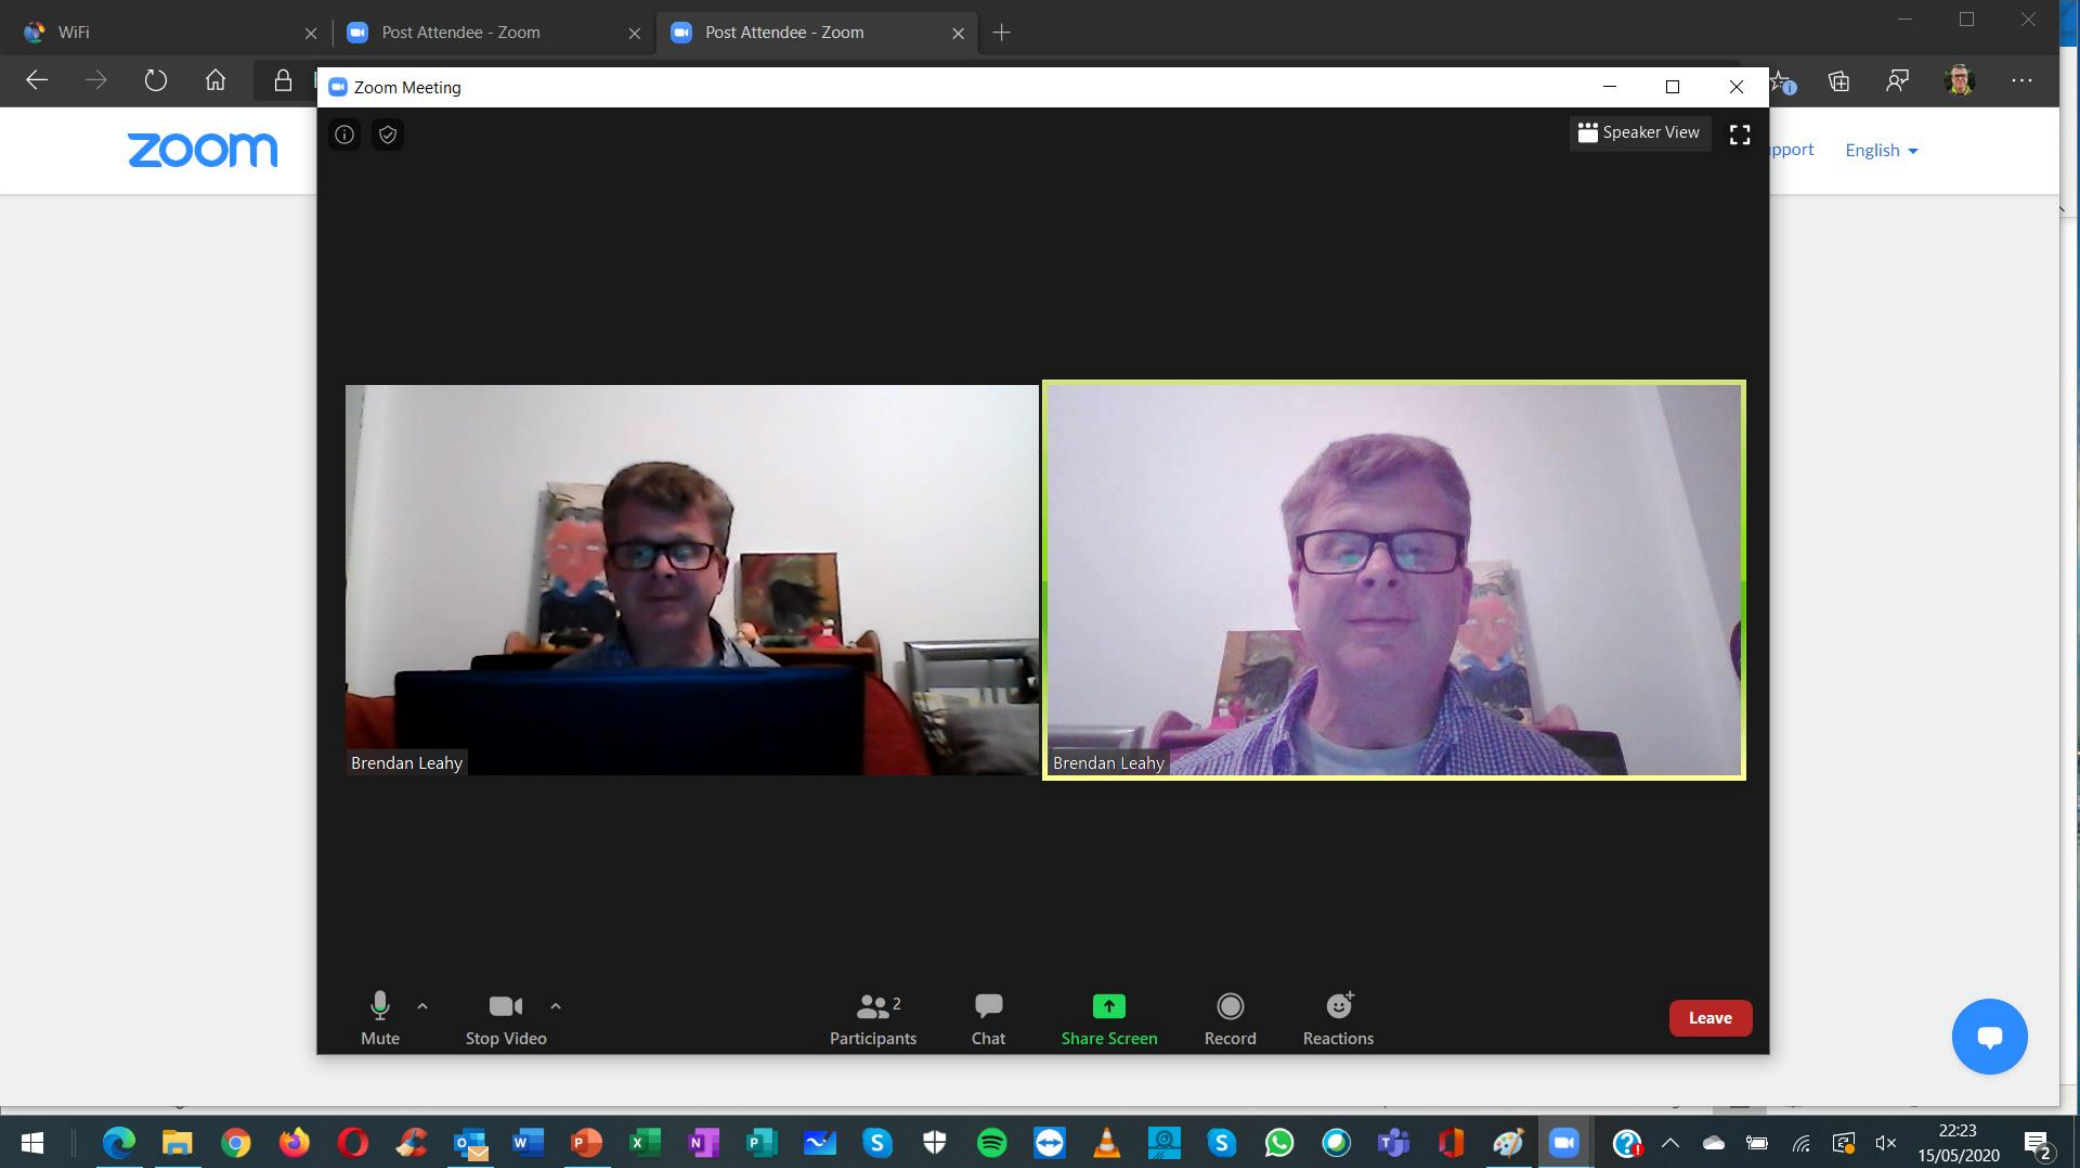 WiFi
Post Attendee - Zoom
Post Attendee - Zoom
Zoom Meeting
zoom
Speaker View
pport
English
Brendan Leahy
Brendan Leahy
2
Mute
Stop Video
Participants
Chat
Share Screen
Record
Reactions
Leave
22:23
15/05/2020
2